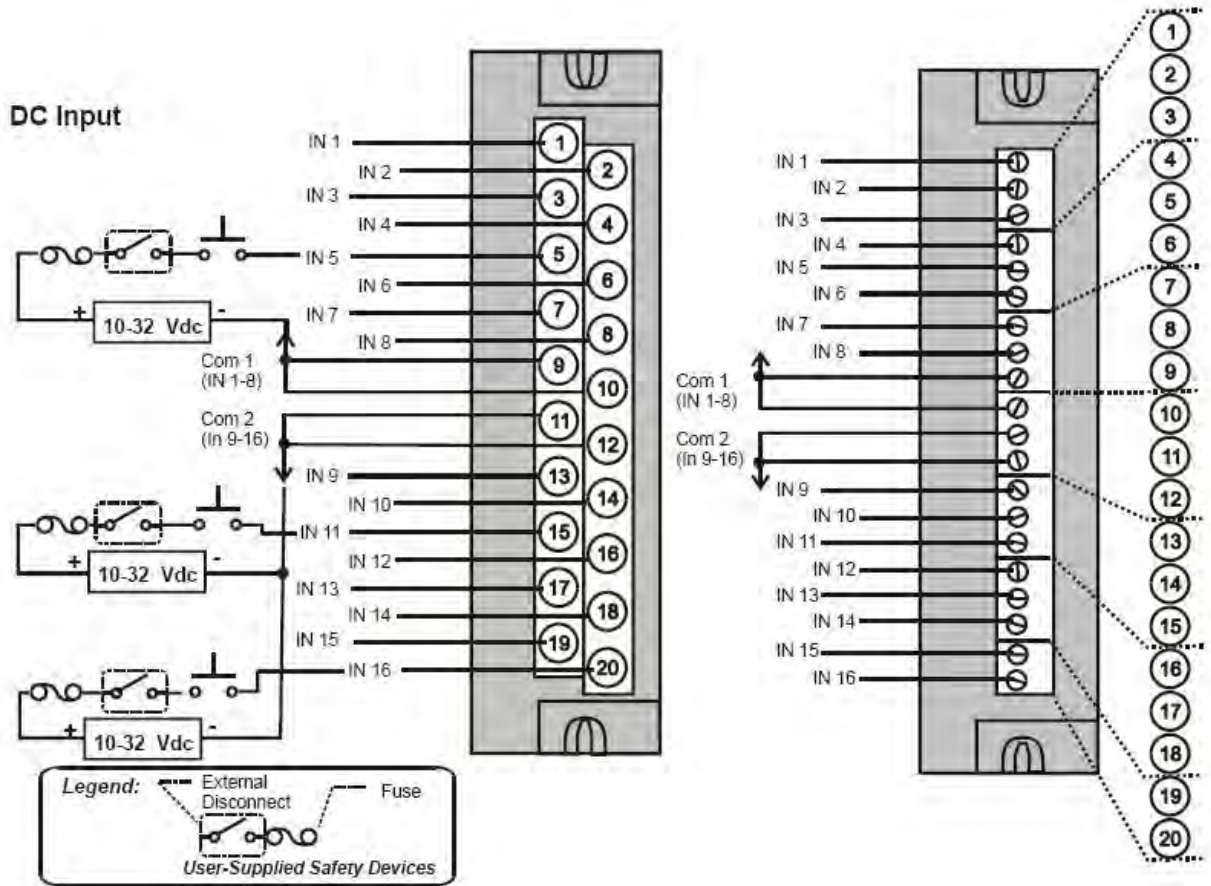 DC Input
IN 1
IN 2
IN 3
IN 4
IN 5
IN 6
IN 7
IN 8
+ 10-32 Vdc -
Com 1
(IN 1-8)
Com 2
(In 9-16)
IN 9
IN 10
IN 11
IN 12
IN 13
IN 14
IN 15
IN 16
+ 10-32 Vdc -
+ 10-32 Vdc -
1
2
3
4
5
6
7
8
9
10
11
12
13
14
15
16
17
18
19
20
Legend:
External
Disconnect
Fuse
User-Supplied Safety Devices
IN 1
IN 2
IN 3
IN 4
IN 5
IN 6
IN 7
IN 8
Com 1
(IN 1-8)
Com 2
(In 9-16)
IN 9
IN 10
IN 11
IN 12
IN 13
IN 14
IN 15
IN 16
1
2
3
4
5
6
7
8
9
10
11
12
13
14
15
16
17
18
19
20